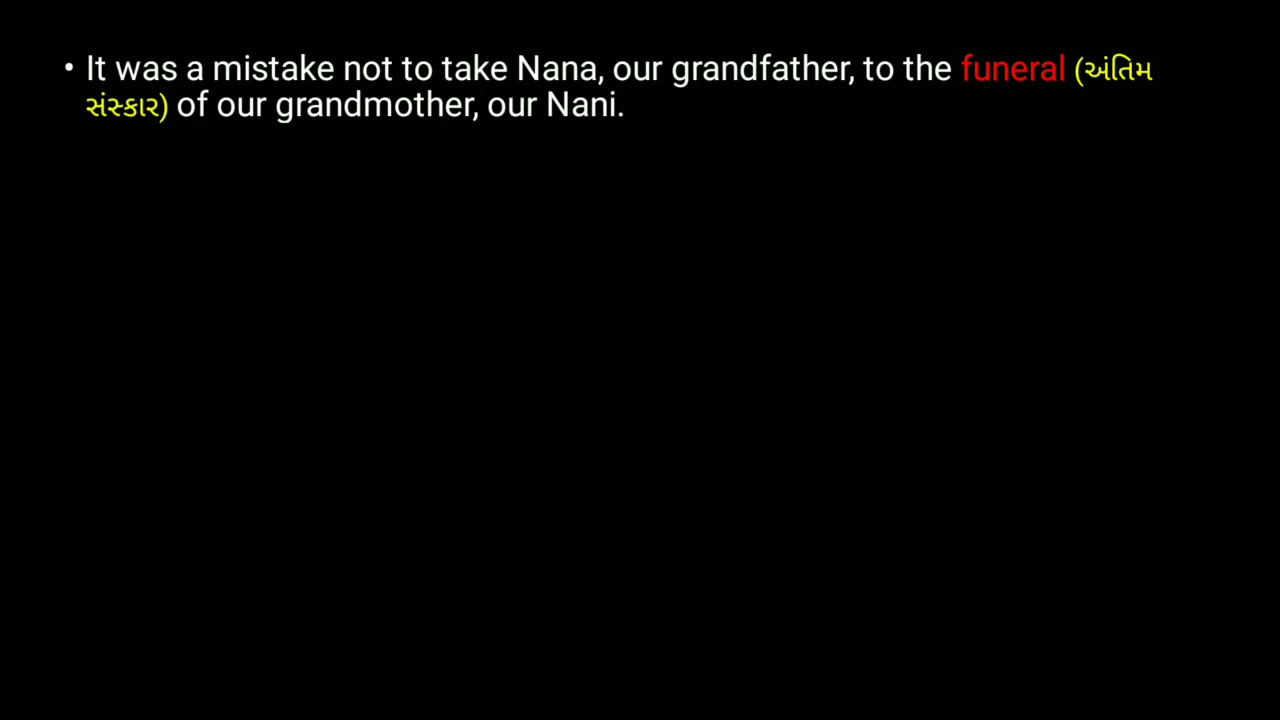 • It was a mistake not to take Nana, our grandfather, to the funeral (અંતિમ
સંસ્કાર) of our grandmother, our Nani.